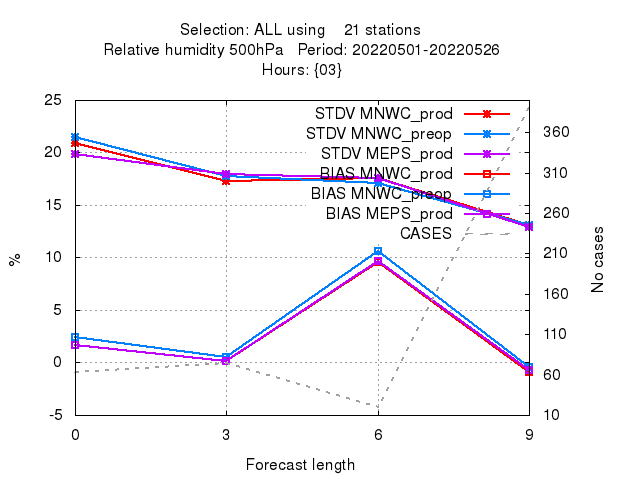 Selection: ALL using    21 stations
Relative humidity 500hPa   Period: 20220501-20220526
Hours: {03}
STDV MNWC_prod
STDV MNWC_preop
STDV MEPS_prod
BIAS MNWC_prod
BIAS MNWC_preop
BIAS MEPS_prod
CASES
25
20
15
10
5
0
-5
%
360
310
260
210
160
110
60
10
No cases
0 3 6 9
Forecast length